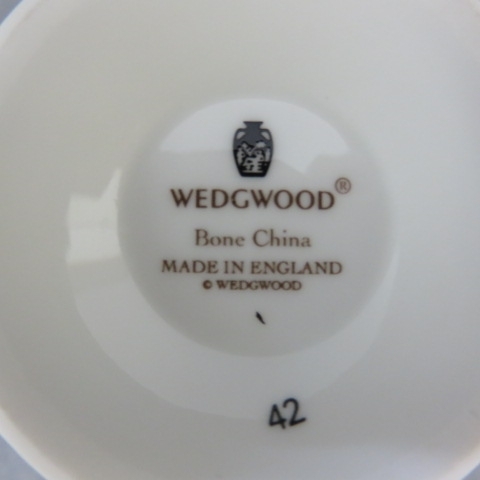 WEDGWOOD®
Bone China
MADE IN ENGLAND
© WEDGWOOD
42